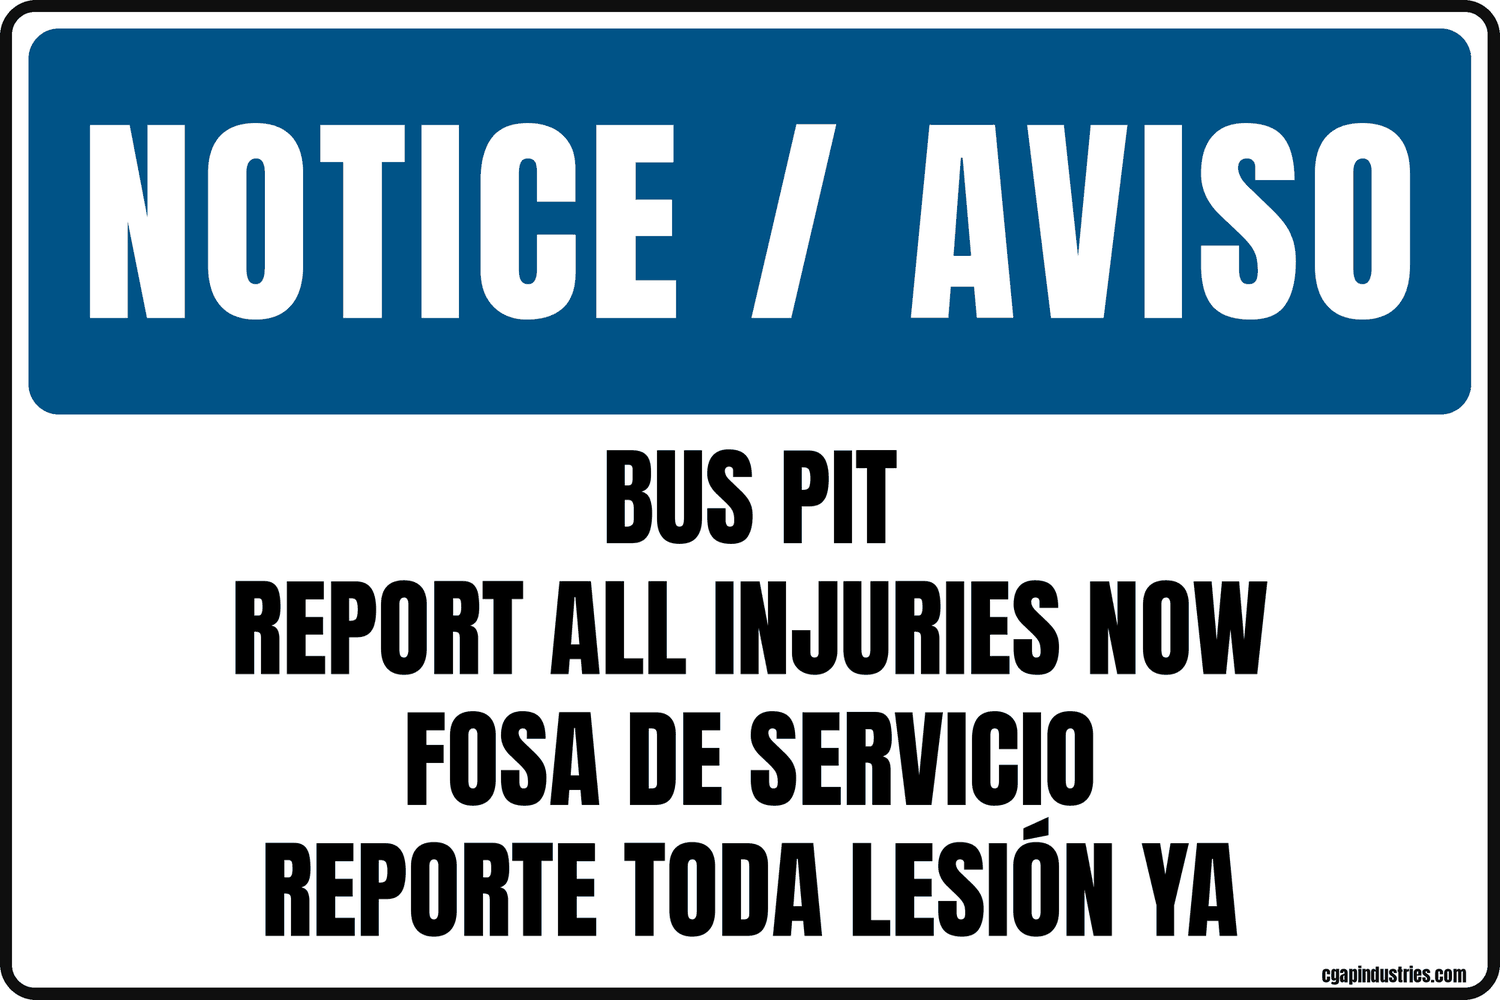 NOTICE / AVISO
BUS PIT
REPORT ALL INJURIES NOW
FOSA DE SERVICIO
REPORTE TODA LESIÓN YA
cgapindustries.com